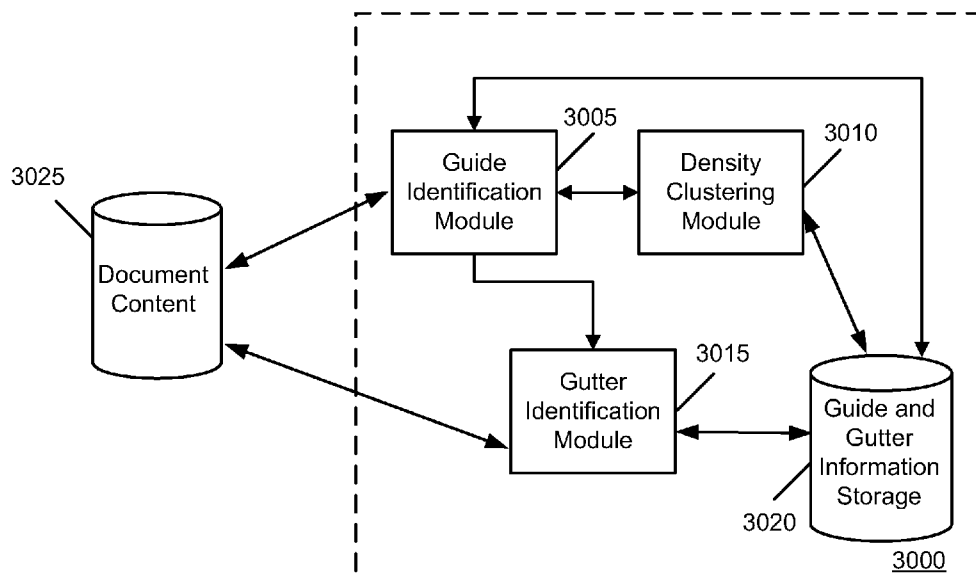 3005
3010
3025
Guide
Identification
Module
Density
Clustering
Module
Document
Content
3015
Gutter
Identification
Module
Guide and
Gutter
Information
Storage
3020
3000